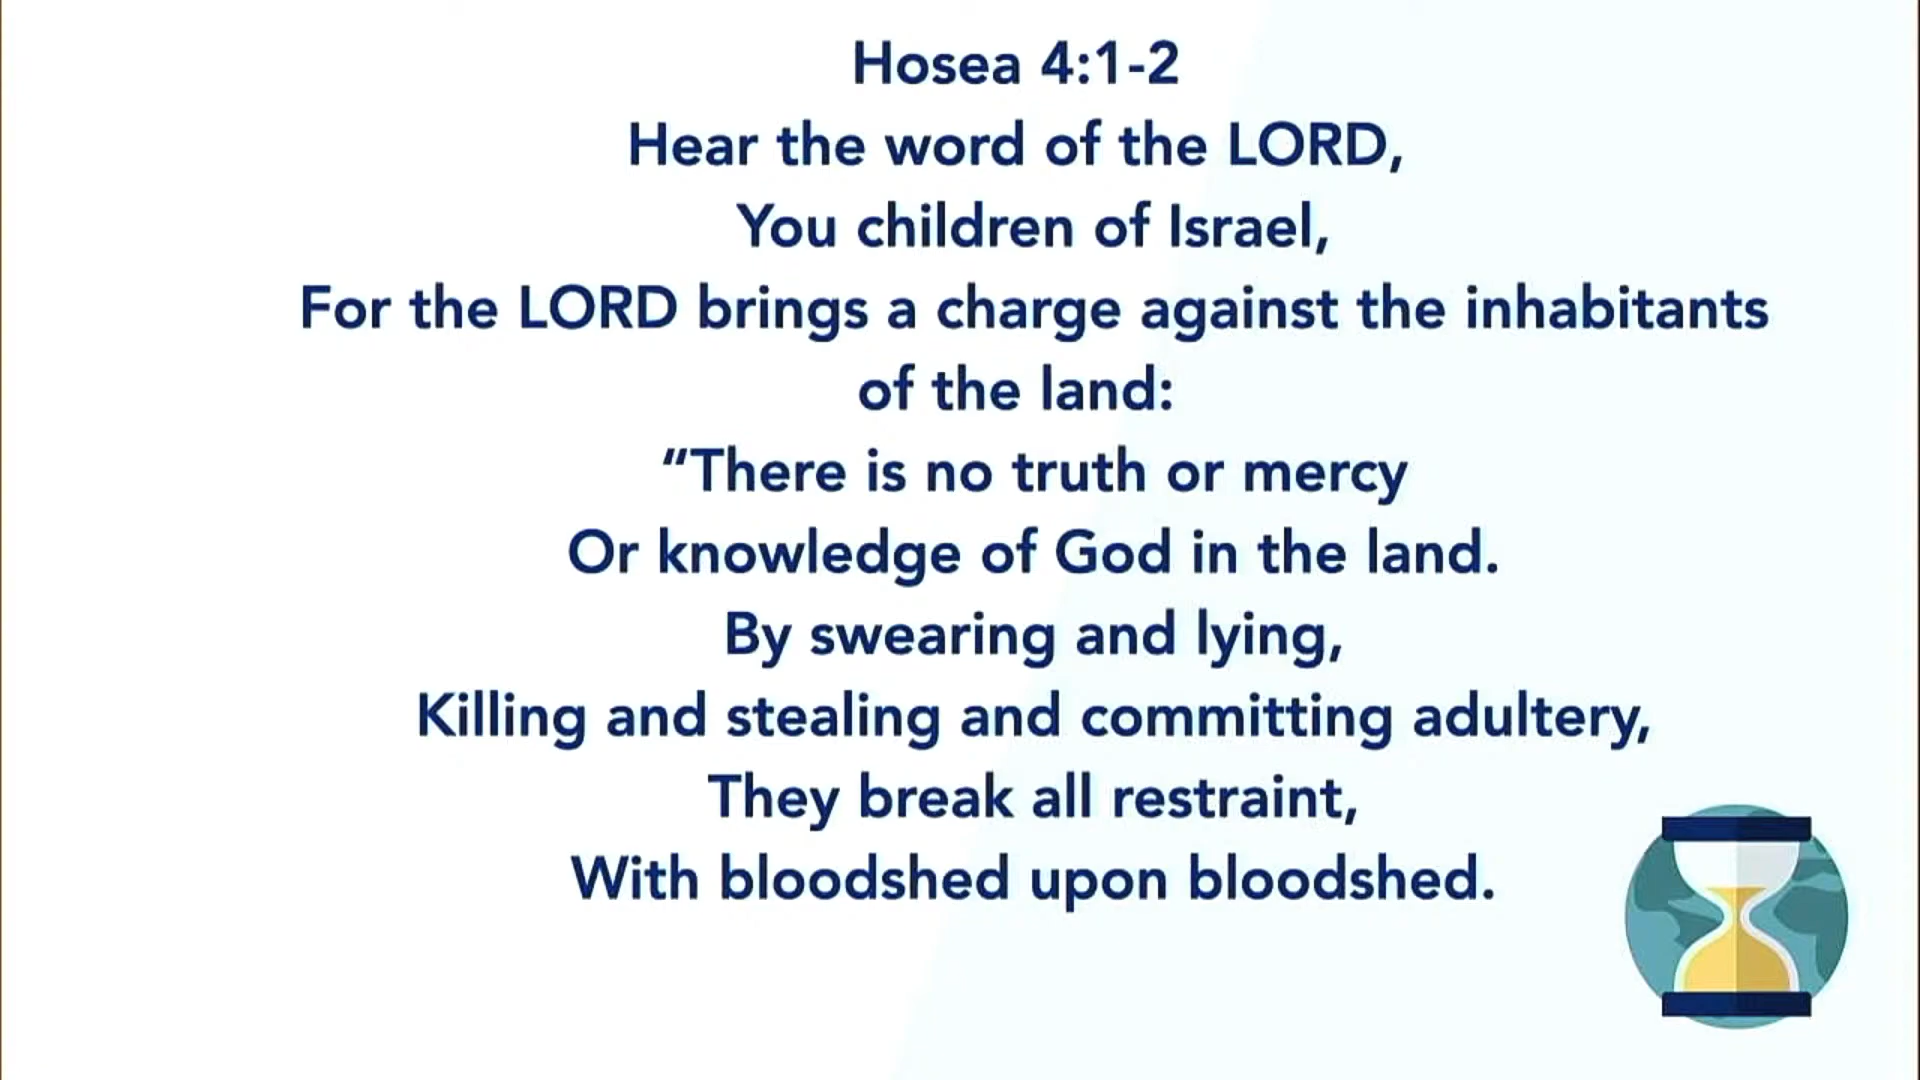 Hosea 4:1-2
Hear the word of the LORD,
You children of Israel,
For the LORD brings a charge against the inhabitants
of the land:
“There is no truth or mercy
Or knowledge of God in the land.
By swearing and lying,
Killing and stealing and committing adultery,
They break all restraint,
With bloodshed upon bloodshed.